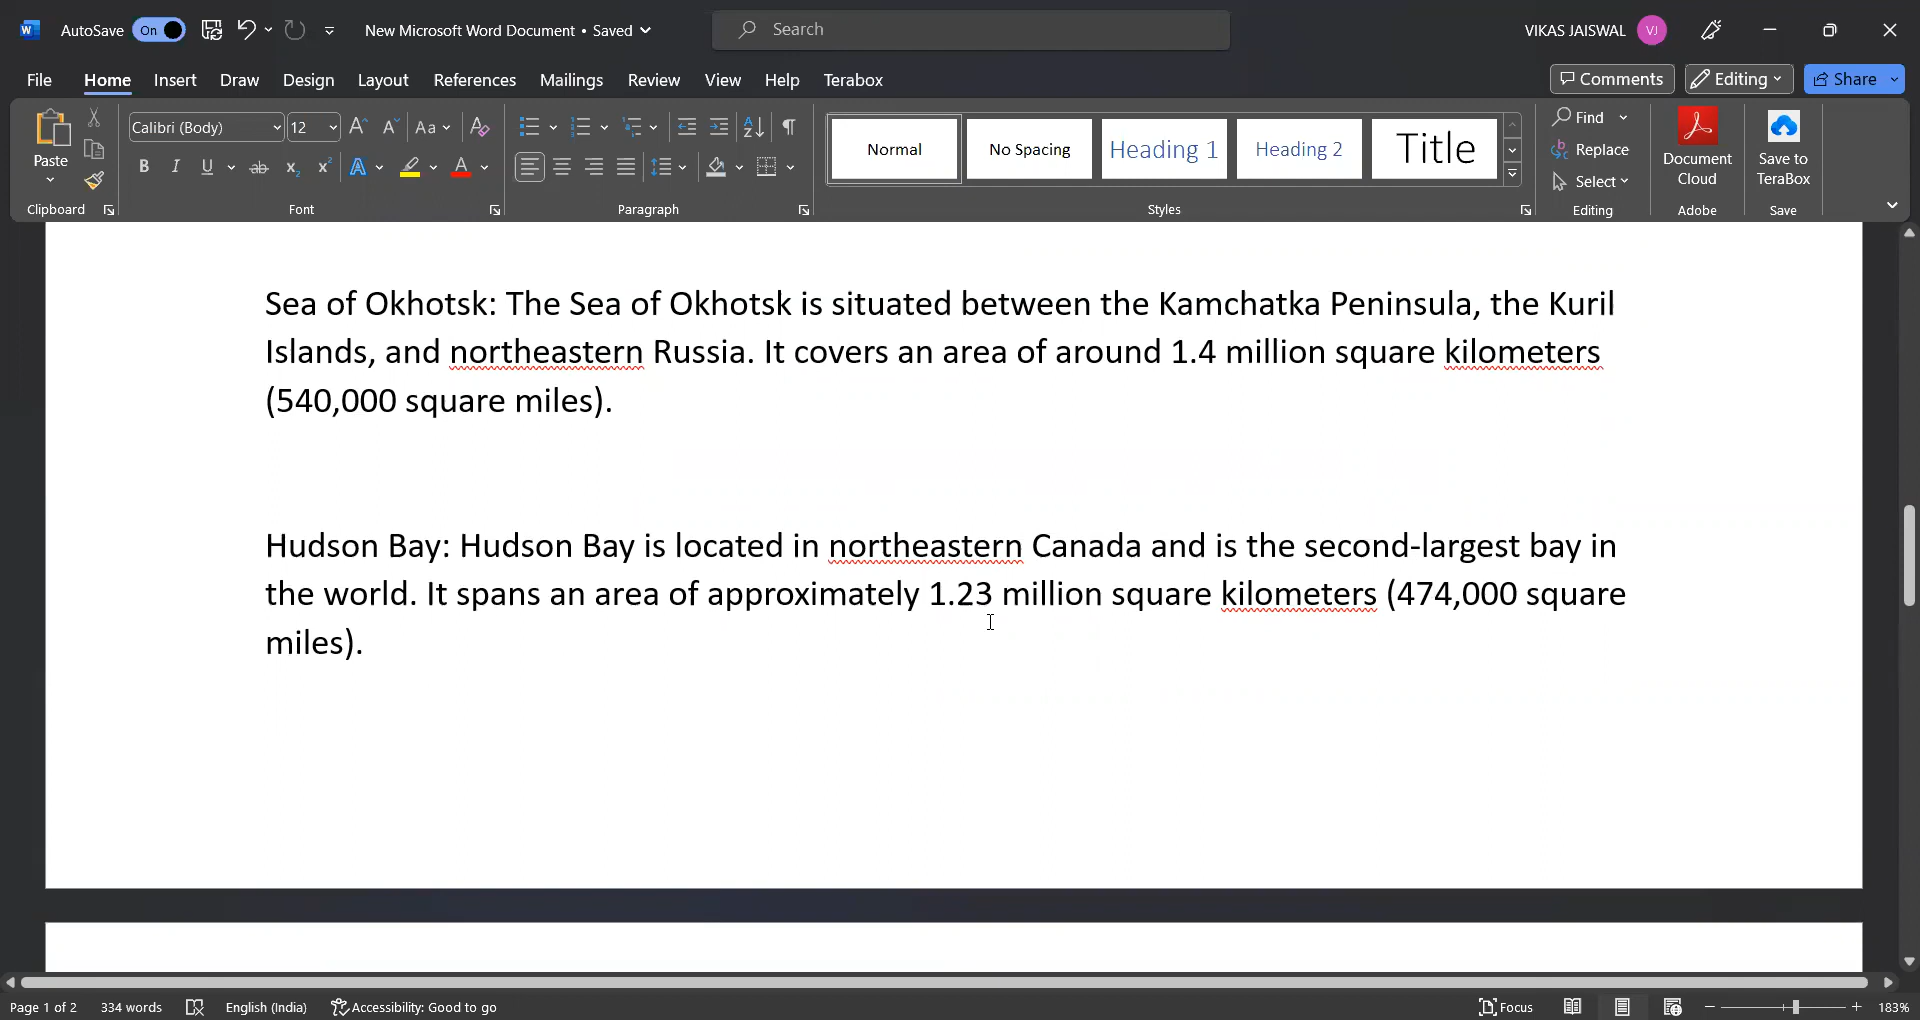 AutoSave On New Microsoft Word Document • Saved Search VIKAS JAISWAL VJ
File Home Insert Draw Design Layout References Mailings Review View Help Terabox Comments Editing Share
Paste
Clipboard
Calibri (Body) 12
Font
Paragraph
Normal No Spacing Heading 1 Heading 2 Title
Styles
Find
Replace
Select
Editing
Document
Cloud
Adobe
Save to
TeraBox
Save
Sea of Okhotsk: The Sea of Okhotsk is situated between the Kamchatka Peninsula, the Kuril
Islands, and northeastern Russia. It covers an area of around 1.4 million square kilometers
(540,000 square miles).
Hudson Bay: Hudson Bay is located in northeastern Canada and is the second-largest bay in
the world. It spans an area of approximately 1.23 million square kilometers (474,000 square
miles).
Page 1 of 2 334 words English (India) Accessibility: Good to go Focus 183%